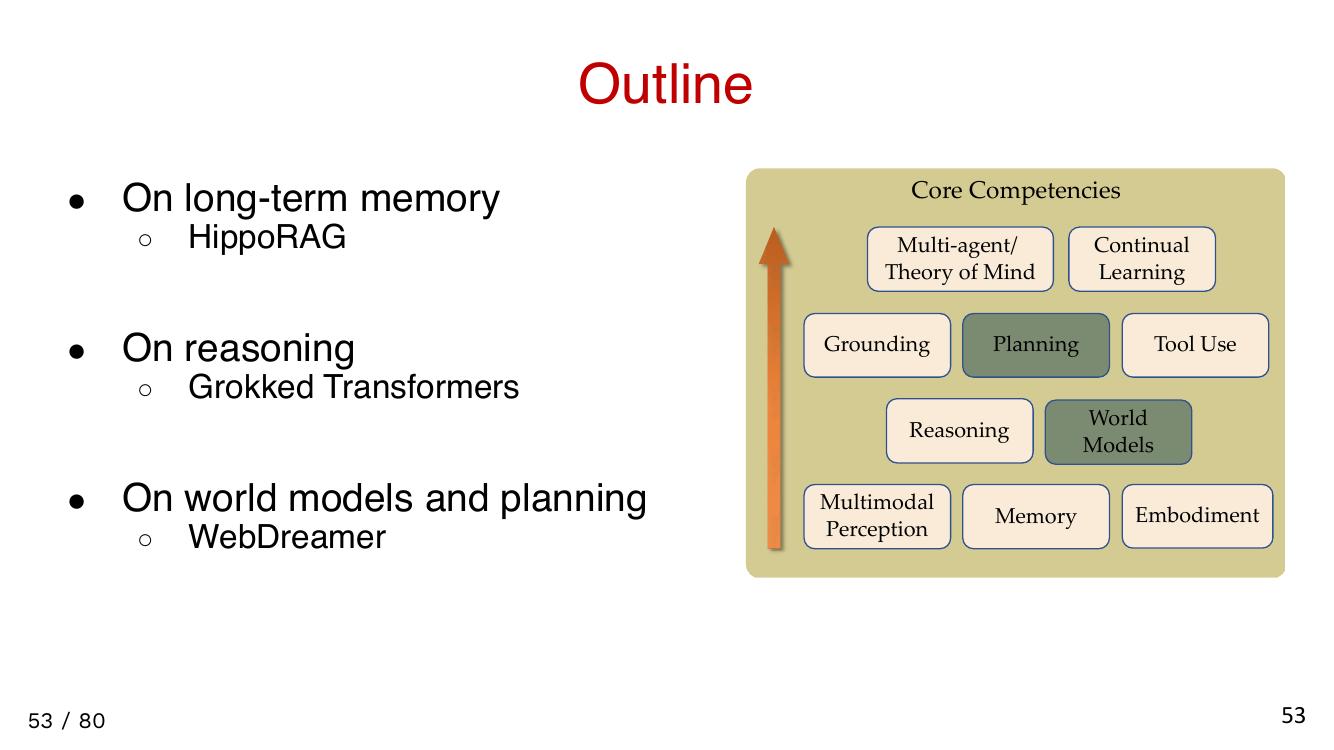 Outline
● On long-term memory
○ HippoRAG
● On reasoning
○ Grokked Transformers
● On world models and planning
○ WebDreamer
Core Competencies
Multi-agent/
Theory of Mind
Continual
Learning
Grounding
Planning
Tool Use
Reasoning
World
Models
Multimodal
Perception
Memory
Embodiment
53 / 80
53